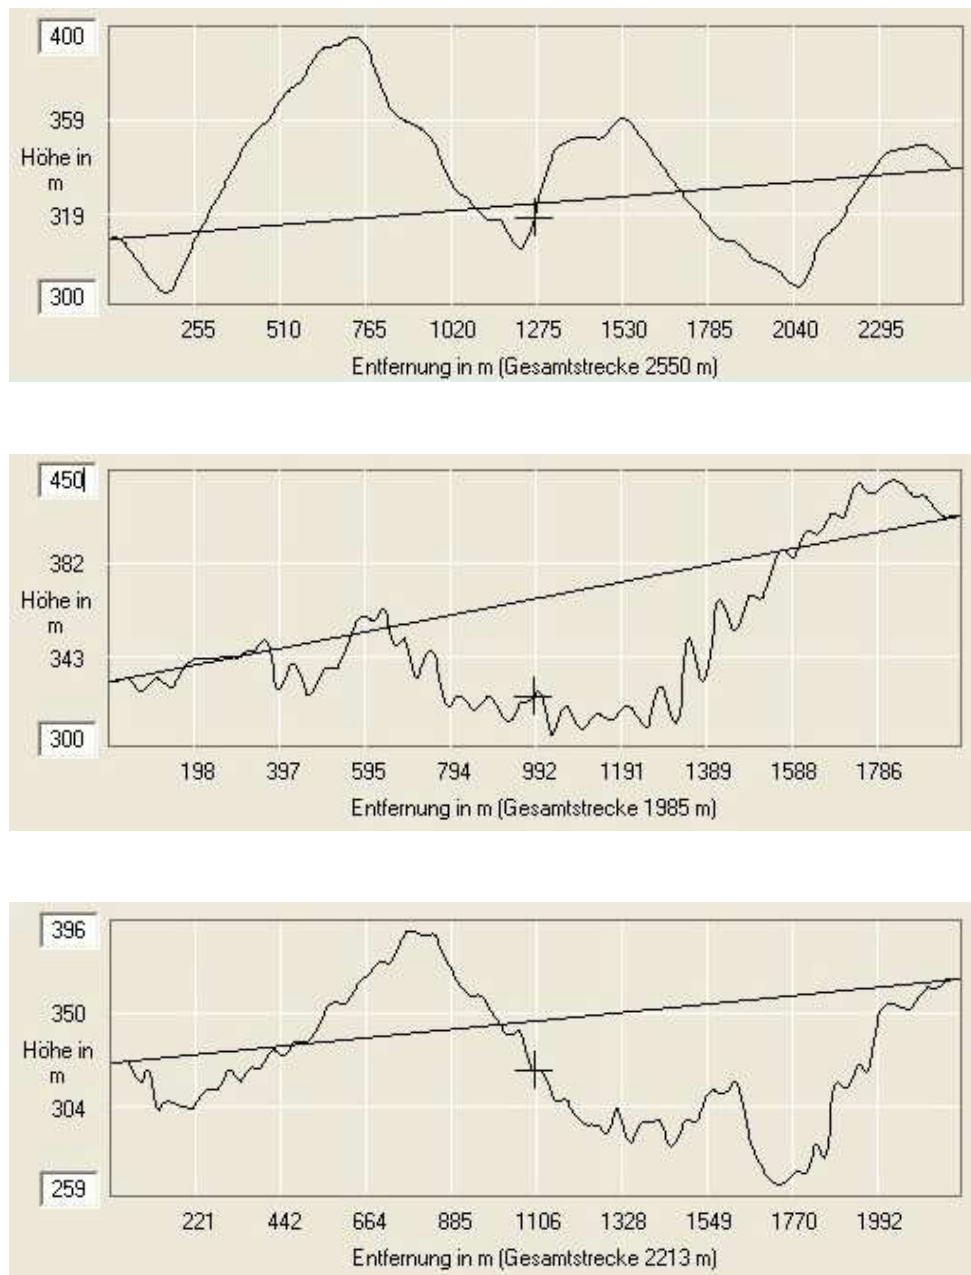 400
359
Höhe in
m
319
300
255 510 765 1020 1275 1530 1785 2040 2295
Entfernung in m (Gesamtstrecke 2550 m)
450
382
Höhe in
m
343
300
198 397 595 794 992 1191 1389 1588 1786
Entfernung in m (Gesamtstrecke 1985 m)
396
350
Höhe in
m
304
259
221 442 664 885 1106 1328 1549 1770 1992
Entfernung in m (Gesamtstrecke 2213 m)